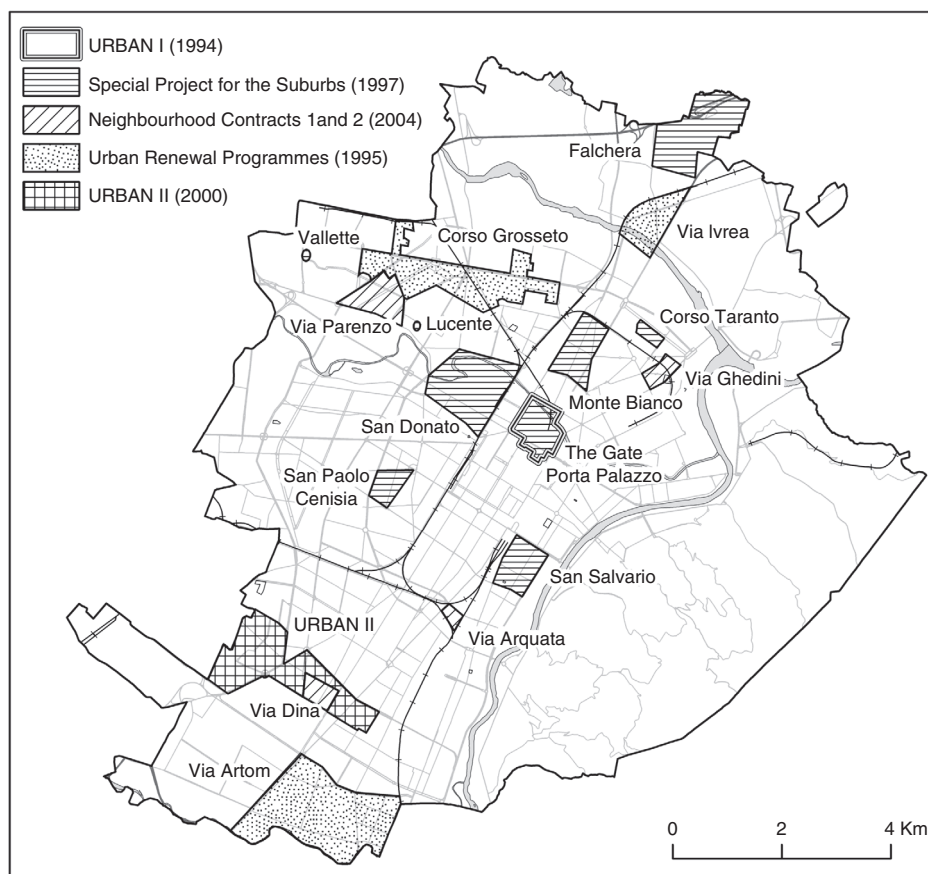 URBAN I (1994)
Special Project for the Suburbs (1997)
Neighbourhood Contracts 1and 2 (2004)
Urban Renewal Programmes (1995)
URBAN II (2000)
Falchera
Vallette
Corso Grosseto
Via Ivrea
Via Parenzo
Lucente
Corso Taranto
Via Ghedini
Monte Bianco
San Donato
The Gate
Porta Palazzo
San Paolo
Cenisia
San Salvario
URBAN II
Via Arquata
Via Dina
Via Artom
0 2 4 Km